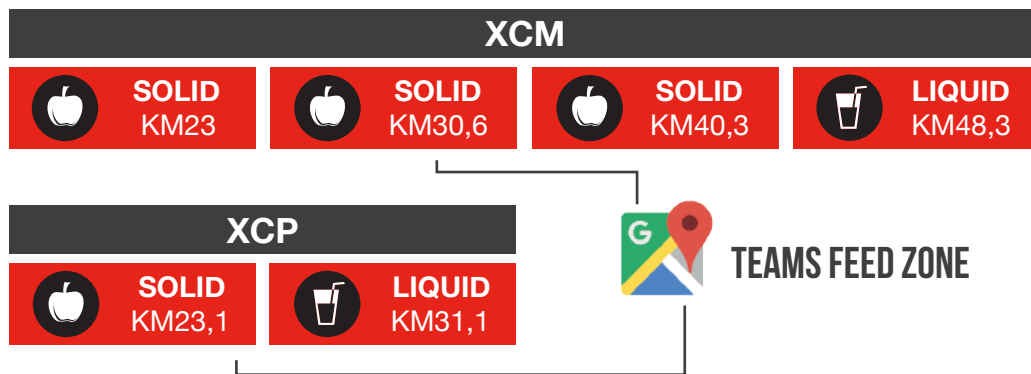 XCM
SOLID
KM23
SOLID
KM30,6
SOLID
KM40,3
LIQUID
KM48,3
XCP
SOLID
KM23,1
LIQUID
KM31,1
G
TEAMS FEED ZONE